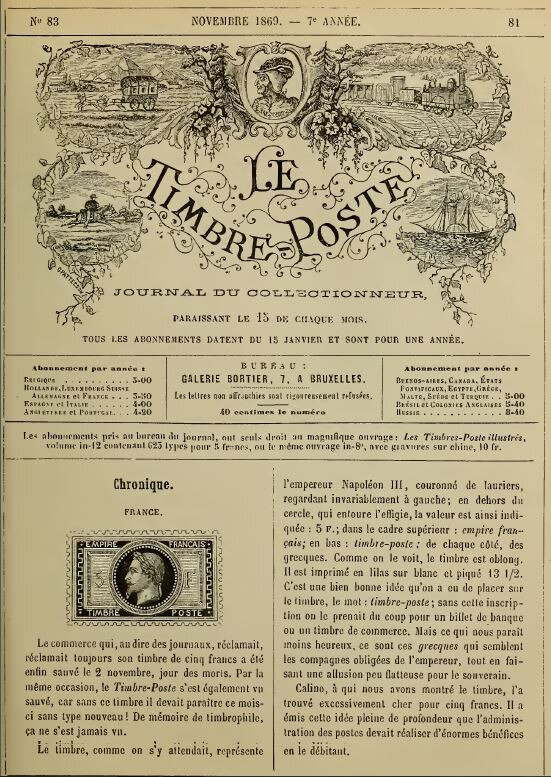 No 83
NOVEMBRE 1869. — 7e ANNÉE.
81
LE
TIMBRE-POSTE
JOURNAL DU COLLECTIONNEUR,
PARAISSANT LE 15 DE CHAQUE MOIS.
TOUS LES ABONNEMENTS DATENT DU 15 JANVIER ET SONT POUR UNE ANNÉE.
Abonnement par année :
BELGIQUE . . . . . . . . . . 3-00
HOLLANDE, LUXEMBOURG SUISSE
ALLEMAGNE et FRANCE . . . 3-50
ESPAGNE et ITALIE . . . . . 4-00
ANGLETERRE et PORTUGAL. . 4-20
BUREAU :
GALERIE BORTIER, 7, A BRUXELLES.
Les lettres non affranchies sont rigoureusement refusées.
40 centimes le numéro
Abonnement par année :
BUENOS-AIRES, CANADA, ÉTATS
PONTIFICAUX, EGYPTE, GRÈCE,
MALTE, SUÈDE et TURQUIE . . 5-00
BRÉSIL et COLONIES ANGLAISES 5-40
RUSSIE . . . . . . . . . . . 8-40
Les abonnements pris au bureau du journal, ont seuls droit au magnifique ouvrage : Les Timbres-Poste illustrés,
volume in-12 contenant 625 types pour 5 francs, ou le même ouvrage in-8o, avec gravures sur chine, 10 fr.
Chronique.
FRANCE.
EMPIRE FRANÇAIS
5 F
TIMBRE POSTE
Le commerce qui, au dire des journaux, réclamait,
réclamait toujours son timbre de cinq francs a été
enfin sauvé le 2 novembre, jour des morts. Par la
même occasion, le Timbre-Poste s'est également vu
sauvé, car sans ce timbre il devait paraître ce mois-
ci sans type nouveau ! De mémoire de timbrophile,
ça ne s'est jamais vu.
Le timbre, comme on s'y attendait, représente
l'empereur Napoléon III, couronné de lauriers,
regardant invariablement à gauche; en dehors du
cercle, qui entoure l'effigie, la valeur est ainsi indi-
quée : 5 F.; dans le cadre supérieur : empire fran-
çais; en bas : timbre-poste; de chaque côté, des
grecques. Comme on le voit, le timbre est oblong.
Il est imprimé en lilas sur blanc et piqué 13 1/2.
C'est une bien bonne idée qu'on a eu de placer sur
le timbre, le mot : timbre-poste; sans cette inscrip-
tion on le prenait du coup pour un billet de banque
ou un timbre de commerce. Mais ce qui nous paraît
moins heureux, ce sont ces grecques qui semblent
les compagnes obligées de l'empereur, tout en fai-
sant une allusion peu flatteuse pour le souverain.
Calino, à qui nous avons montré le timbre, l'a
trouvé excessivement cher pour cinq francs. Il a
émis cette idée pleine de profondeur que l'adminis-
tration des postes devait réaliser d'énormes bénéfices
en le débitant.